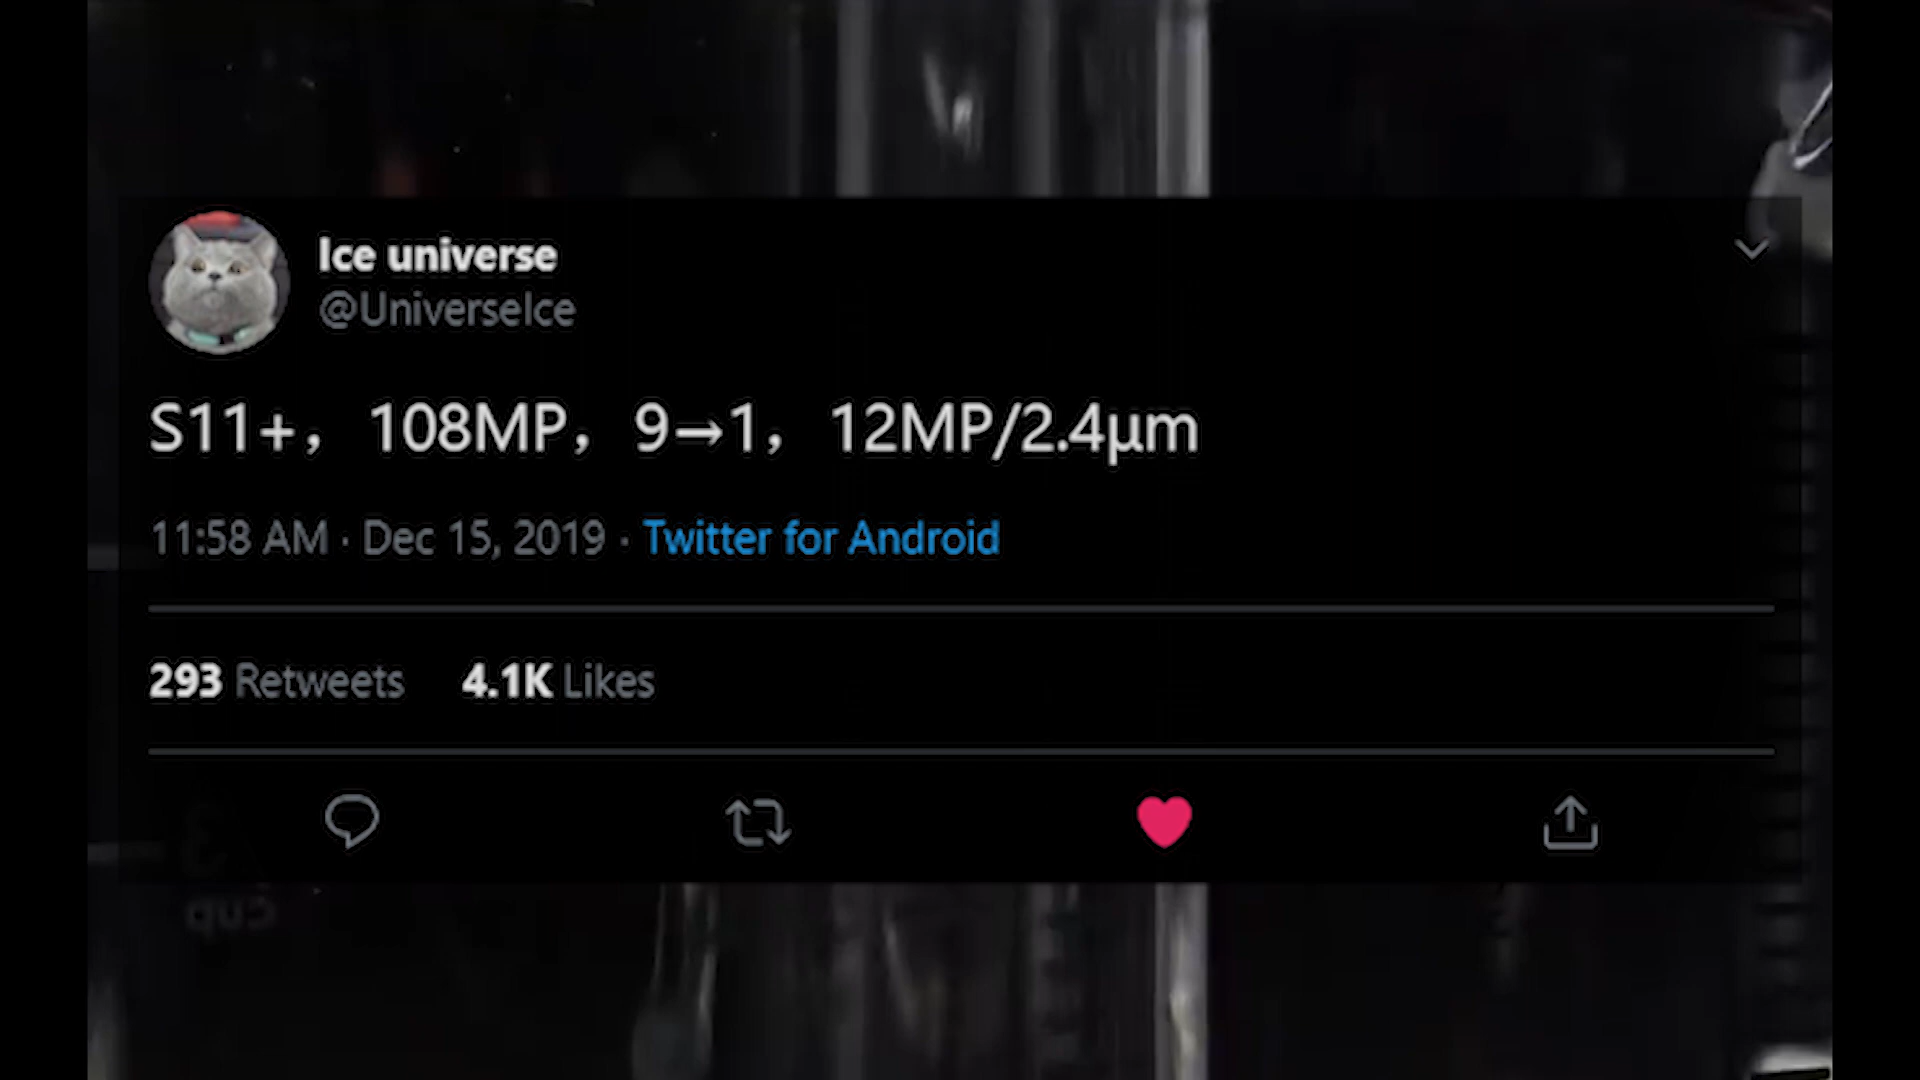 Ice universe
@UniverseIce
S11+，108MP，9→1，12MP/2.4μm
11:58 AM · Dec 15, 2019 · Twitter for Android
293 Retweets 4.1K Likes
cup